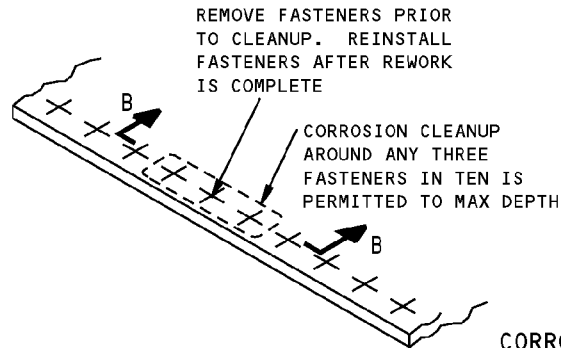 REMOVE FASTENERS PRIOR
TO CLEANUP. REINSTALL
FASTENERS AFTER REWORK
IS COMPLETE
B
CORROSION CLEANUP
AROUND ANY THREE
FASTENERS IN TEN IS
PERMITTED TO MAX DEPTH
B
CORRO